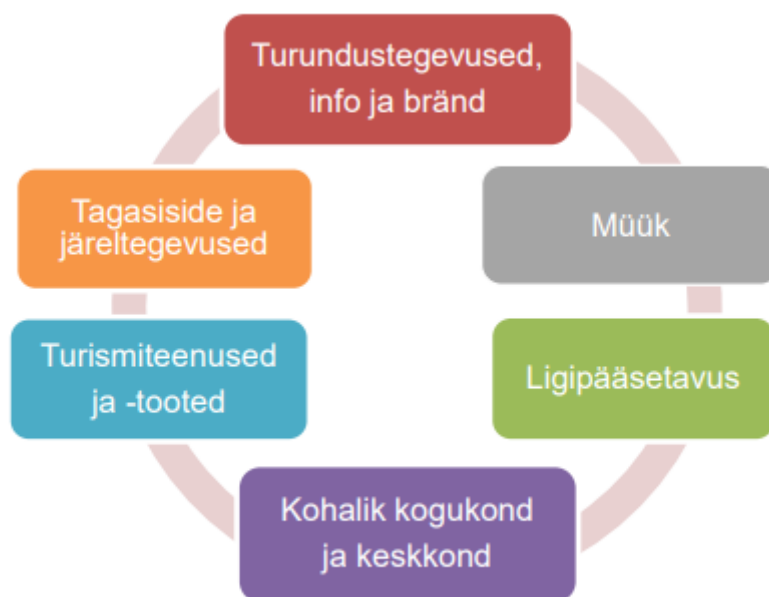 Turundustegevused,
info ja bränd
Müük
Ligipääsetavus
Kohalik kogukond
ja keskkond
Turismiteenused
ja -tooted
Tagasiside ja
järeltegevused